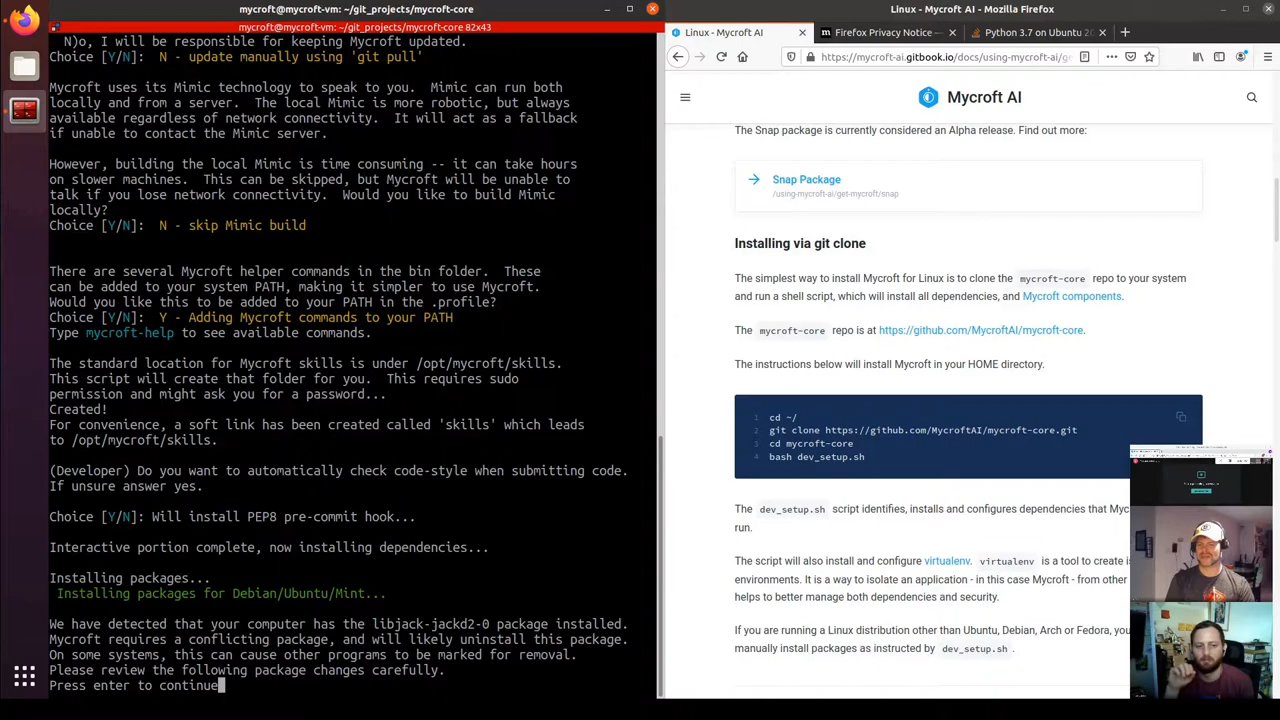 mycroft@mycroft-vm: ~/git_projects/mycroft-core
mycroft@mycroft-vm: ~/git_projects/mycroft-core 82x43
N)o, I will be responsible for keeping Mycroft updated.
Choice [Y/N]:  N - update manually using 'git pull'
Mycroft uses its Mimic technology to speak to you.  Mimic can run both
locally and from a server.  The local Mimic is more robotic, but always
available regardless of network connectivity.  It will act as a fallback
if unable to contact the Mimic server.
However, building the local Mimic is time consuming -- it can take hours
on slower machines.  This can be skipped, but Mycroft will be unable to
talk if you lose network connectivity.  Would you like to build Mimic
locally?
Choice [Y/N]:  N - skip Mimic build
There are several Mycroft helper commands in the bin folder.  These
can be added to your system PATH, making it simpler to use Mycroft.
Would you like this to be added to your PATH in the .profile?
Choice [Y/N]:  Y - Adding Mycroft commands to your PATH
Type mycroft-help to see available commands.
The standard location for Mycroft skills is under /opt/mycroft/skills.
This script will create that folder for you.  This requires sudo
permission and might ask you for a password...
Created!
For convenience, a soft link has been created called 'skills' which leads
to /opt/mycroft/skills.
(Developer) Do you want to automatically check code-style when submitting code.
If unsure answer yes.
Choice [Y/N]: Will install PEP8 pre-commit hook...
Interactive portion complete, now installing dependencies...
Installing packages...
Installing packages for Debian/Ubuntu/Mint...
We have detected that your computer has the libjack-jackd2-0 package installed.
Mycroft requires a conflicting package, and will likely uninstall this package.
On some systems, this can cause other programs to be marked for removal.
Please review the following package changes carefully.
Press enter to continue
Linux - Mycroft AI - Mozilla Firefox
Linux - Mycroft AI
Firefox Privacy Notice —
Python 3.7 on Ubuntu 20
https://mycroft-ai.gitbook.io/docs/using-mycroft-ai/ge
Mycroft AI
The Snap package is currently considered an Alpha release. Find out more:
Snap Package
/using-mycroft-ai/get-mycroft/snap
Installing via git clone
The simplest way to install Mycroft for Linux is to clone the mycroft-core repo to your system
and run a shell script, which will install all dependencies, and Mycroft components.
The mycroft-core repo is at https://github.com/MycroftAI/mycroft-core.
The instructions below will install Mycroft in your HOME directory.
1 cd ~/
2 git clone https://github.com/MycroftAI/mycroft-core.git
3 cd mycroft-core
4 bash dev_setup.sh
The dev_setup.sh script identifies, installs and configures dependencies that Myc
run.
The script will also install and configure virtualenv. virtualenv is a tool to create is
environments. It is a way to isolate an application - in this case Mycroft - from other
helps to better manage both dependencies and security.
If you are running a Linux distribution other than Ubuntu, Debian, Arch or Fedora, you
manually install packages as instructed by dev_setup.sh .